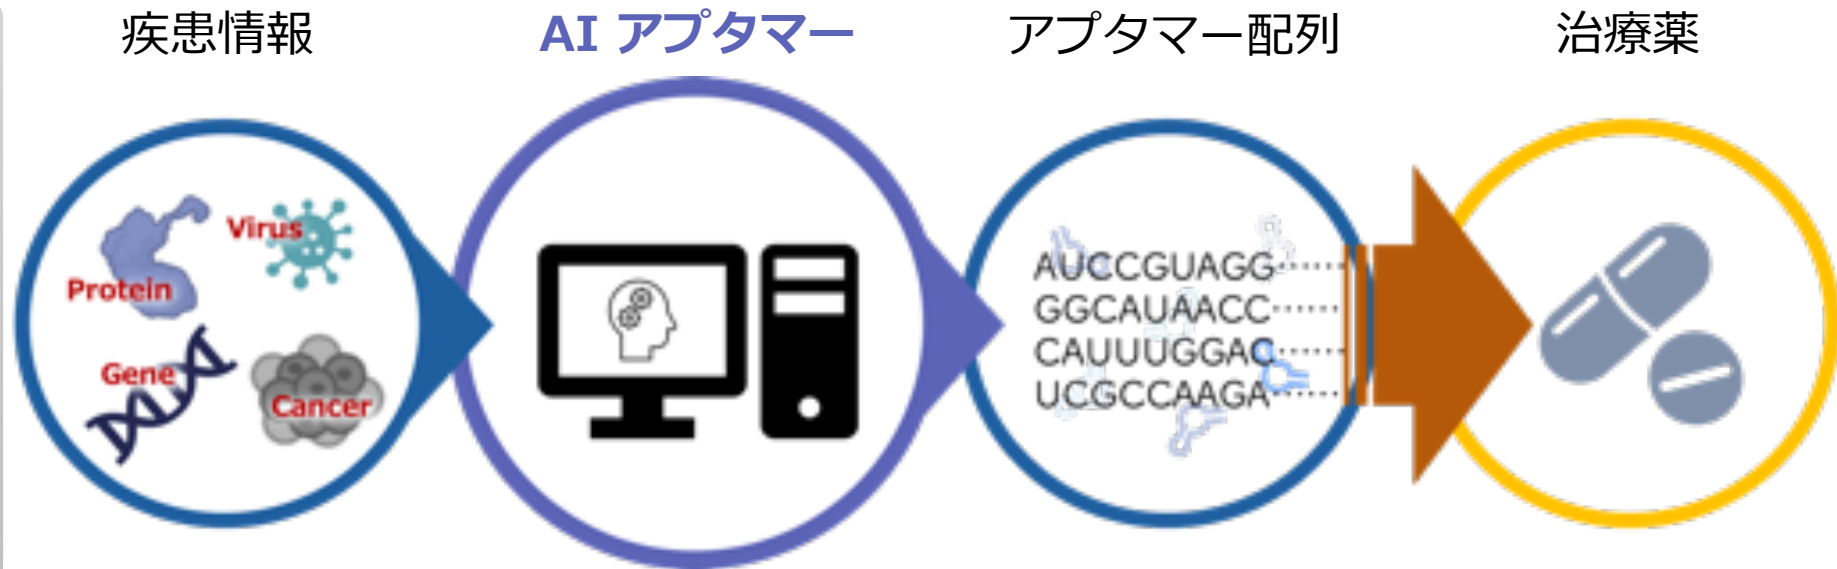 疾患情報
AI アプタマー
アプタマー配列
治療薬
Virus
Protein
Gene
Cancer
AUCCGUAGG······
GGCAUAACC······
CAUUUGGAC······
UCGCCAAGA······